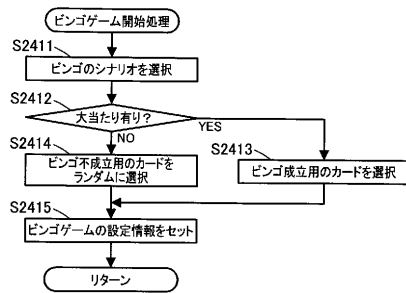 ビンゴゲーム開始処理
S2411
ビンゴのシナリオを選択
S2412
大当たり有り?
YES
NO
S2414
ビンゴ不成立用のカードを
ランダムに選択
S2413
ビンゴ成立用のカードを選択
S2415
ビンゴゲームの設定情報をセット
リターン